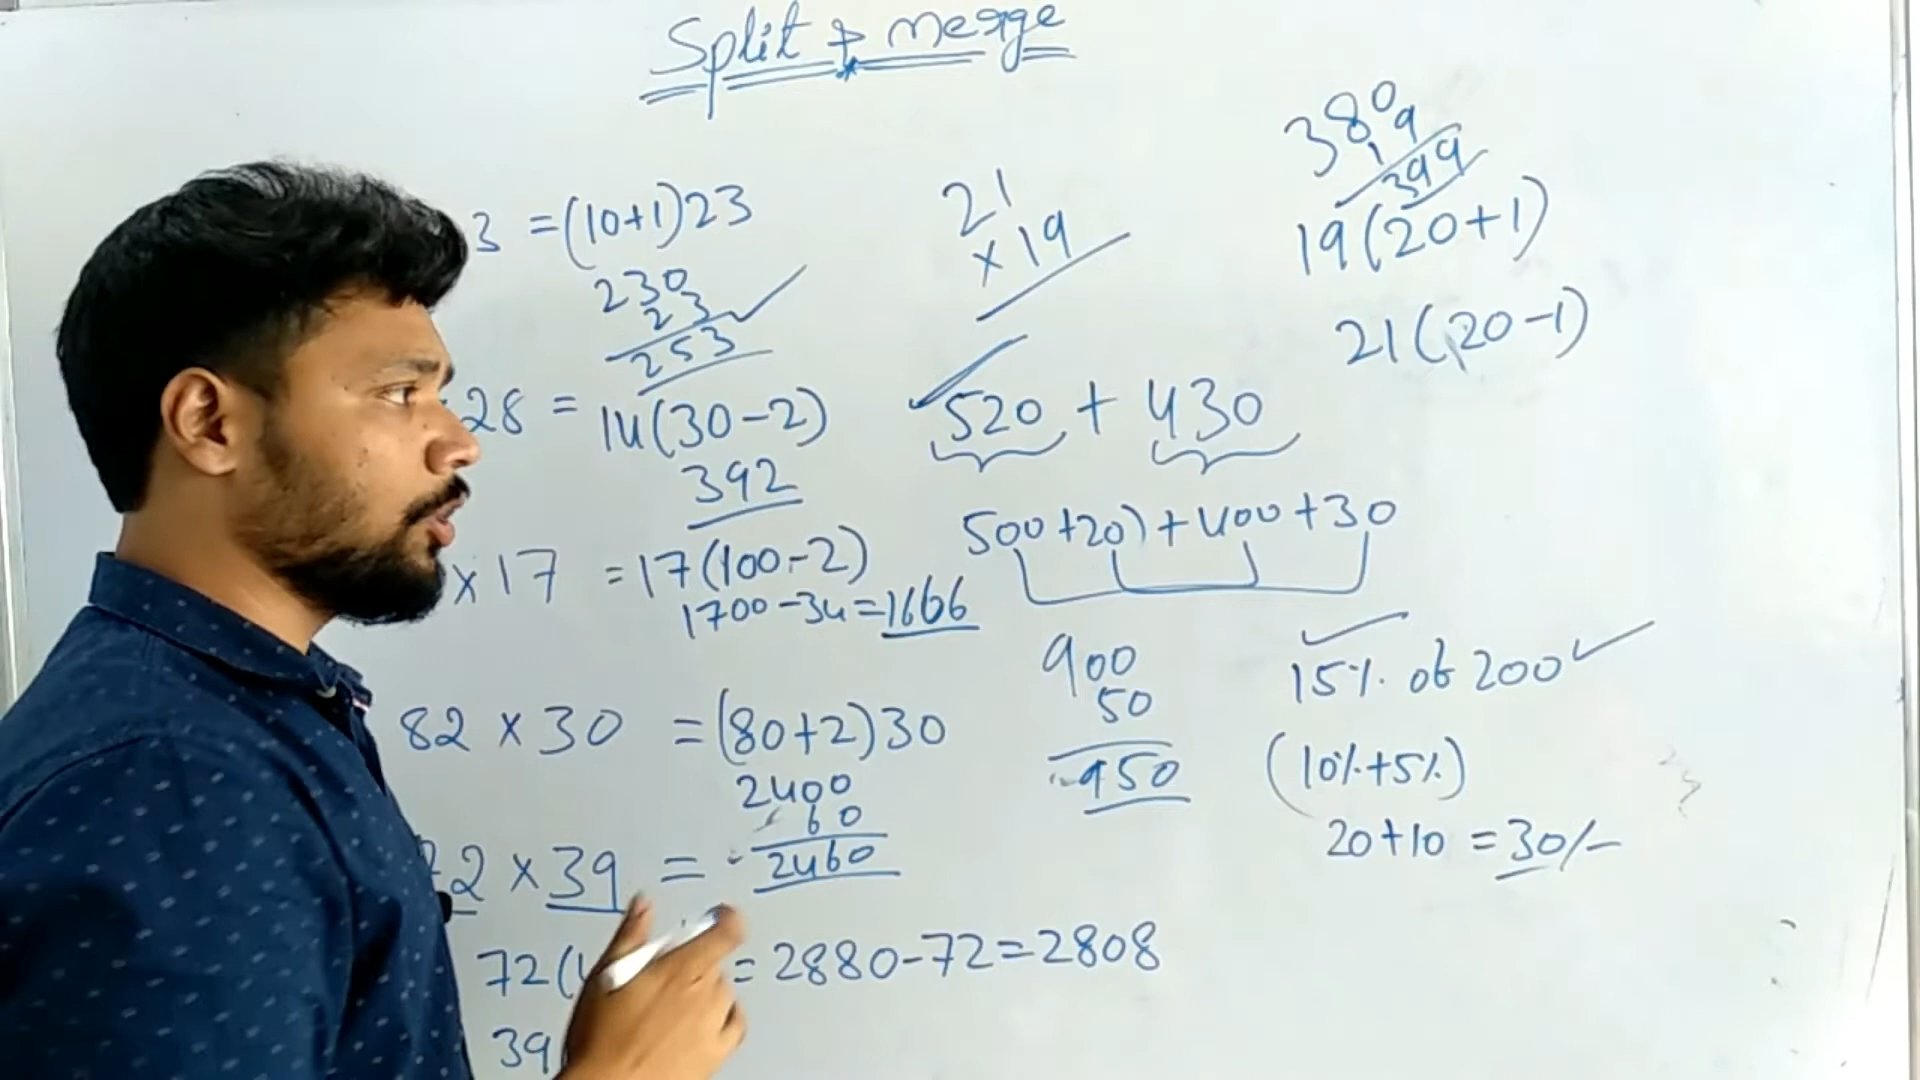 Split & merge
3 = (10+1)23
230
23
253
28 = 14(30-2)
392
x 17 = 17(100-2)
1700-34=1666
82 x 30 = (80+2)30
2400
60
2460
2 x 39 =
72( = 2880-72=2808
39
21
x 19
520 + 430
500+20)+400+30
900
50
950
380
19
399
19(20+1)
21(20-1)
15% of 200
(10%+5%)
20+10 = 30/-